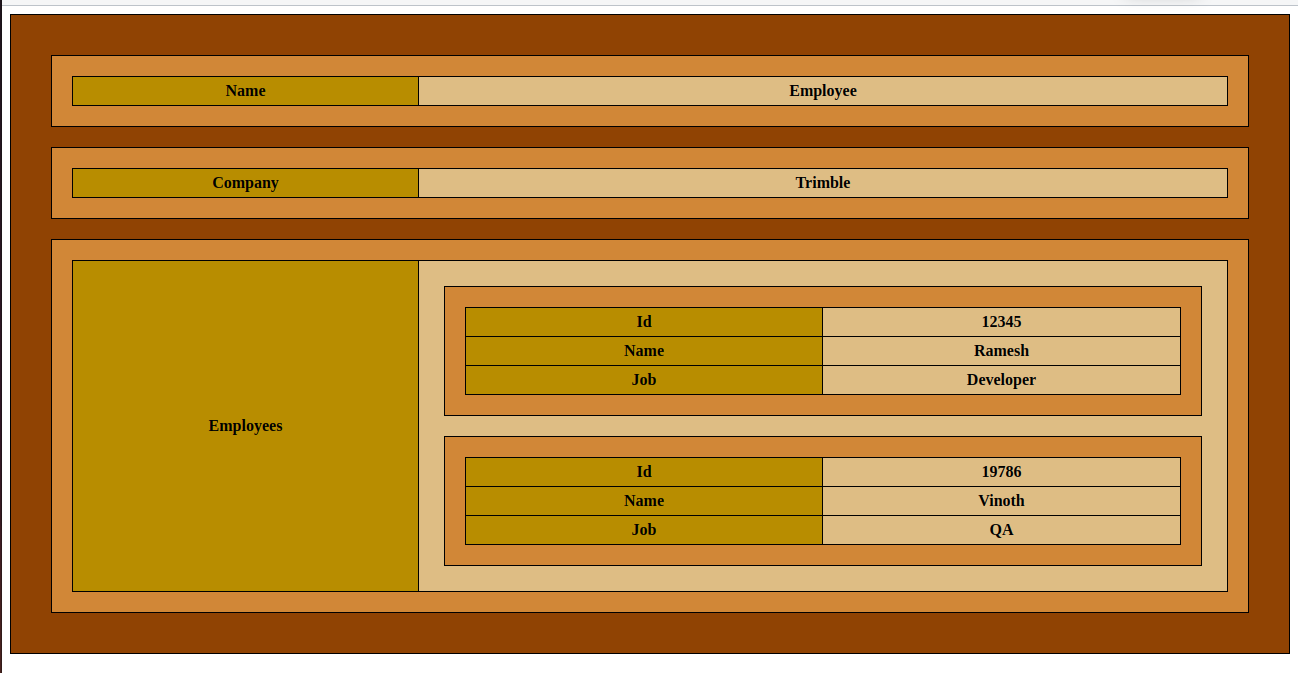 Name Employee
Company Trimble
Employees
Id 12345
Name Ramesh
Job Developer
Id 19786
Name Vinoth
Job QA